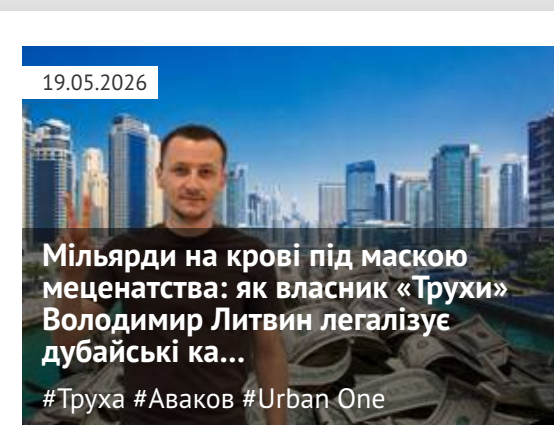 19.05.2026
Мільярди на крові під маскою
меценатства: як власник «Трухи»
Володимир Литвин легалізує
дубайські ка...
#Труха #Аваков #Urban One